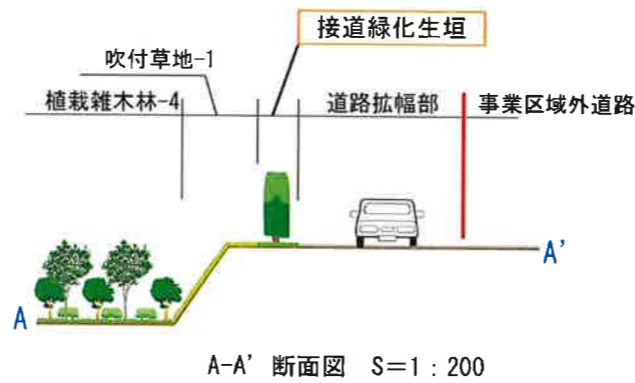 接道緑化生垣
吹付草地-1
植栽雑木林-4
道路拡幅部
事業区域外道路
A
A'
A-A' 断面図 S=1:200